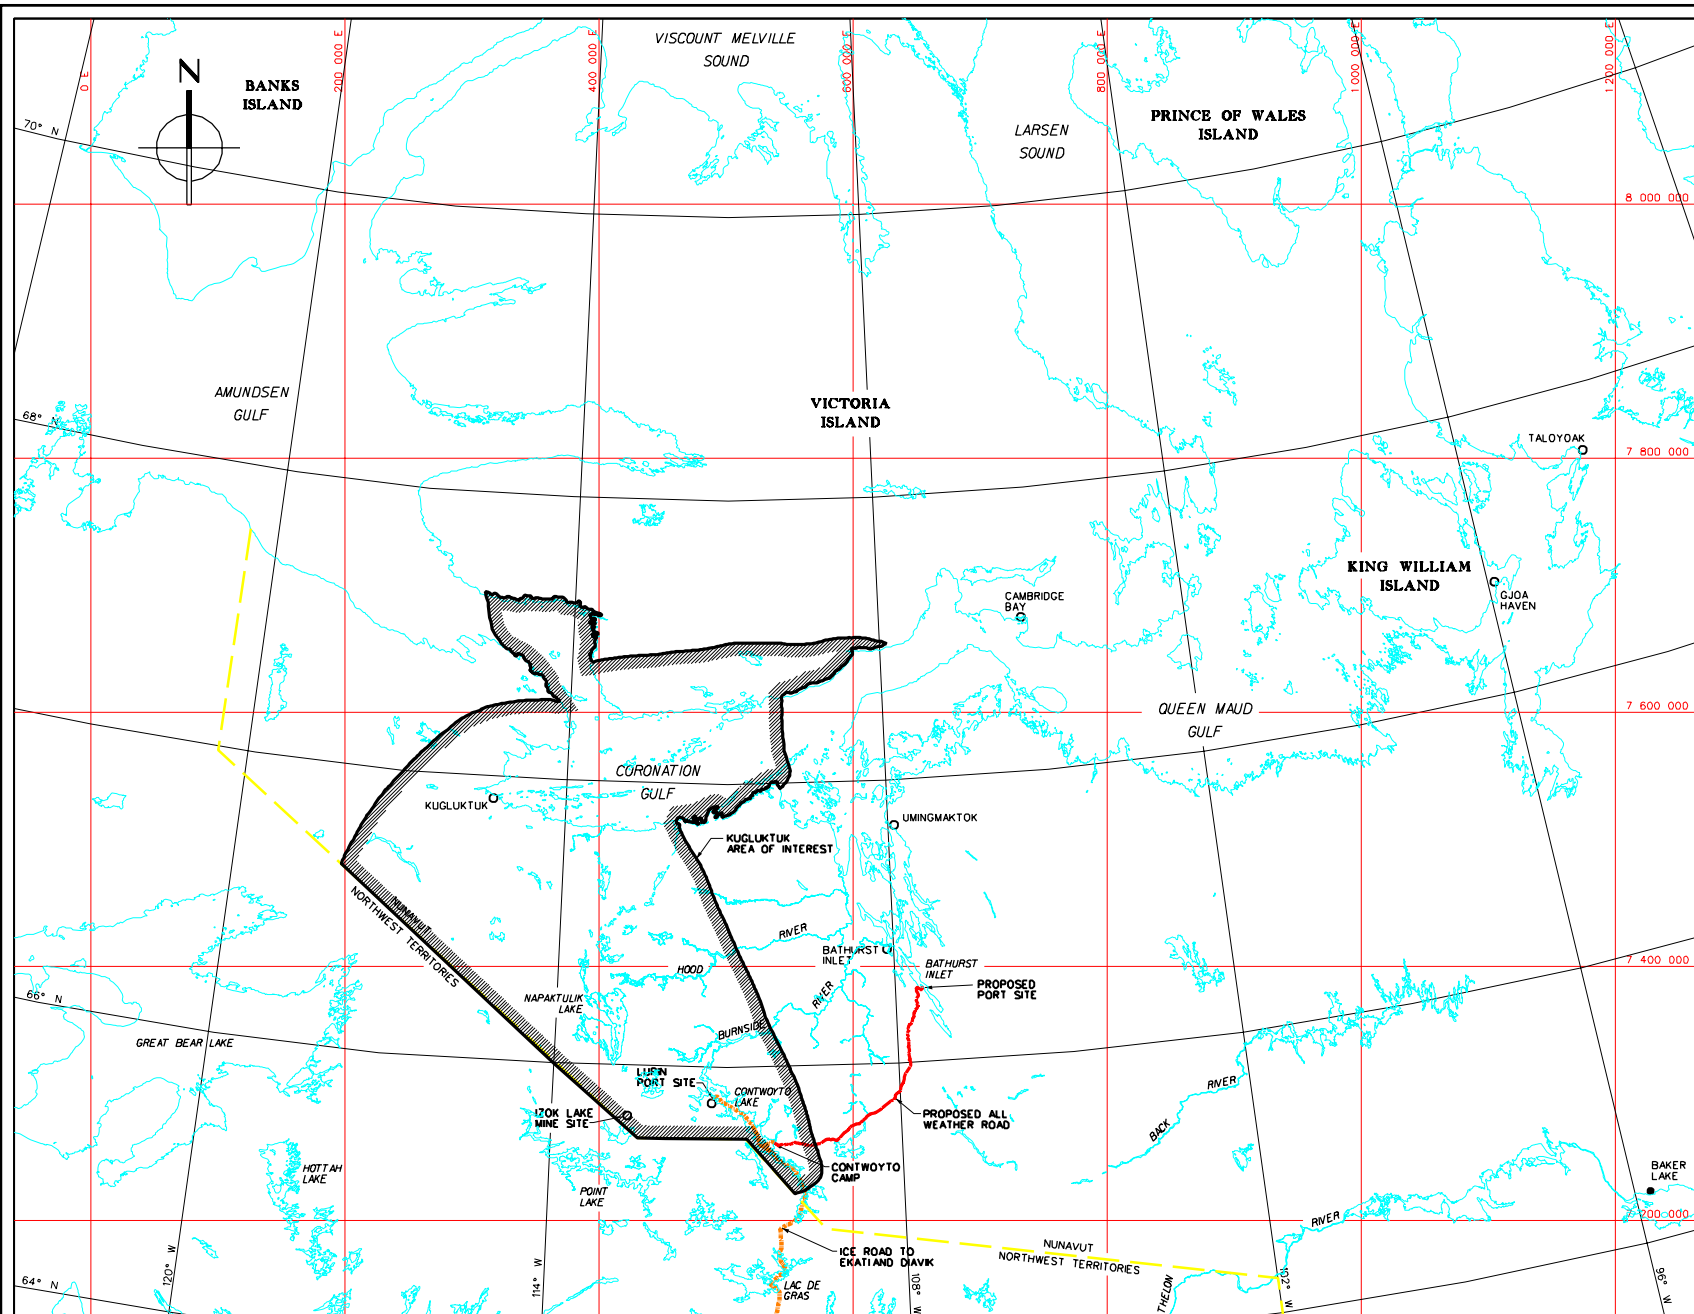 0 E
200 000 E
400 000 E
600 000 E
800 000 E
1 000 000 E
1 200 000 E
VISCOUNT MELVILLE
SOUND
N
BANKS
ISLAND
PRINCE OF WALES
ISLAND
LARSEN
SOUND
70° N
8 000 000
AMUNDSEN
GULF
VICTORIA
ISLAND
68° N
TALOYOAK
7 800 000
KING WILLIAM
ISLAND
CAMBRIDGE
BAY
GJOA
HAVEN
QUEEN MAUD
GULF
7 600 000
CORONATION
GULF
KUGLUKTUK
UMINGMAKTOK
KUGLUKTUK
AREA OF INTEREST
NUNAVUT
NORTHWEST TERRITORIES
RIVER
HOOD
BATHURST
INLET
BATHURST
INLET
7 400 000
PROPOSED
PORT SITE
NAPAKTULIK
LAKE
RIVER
BURNSIDE
66° N
GREAT BEAR LAKE
LUPIN
PORT SITE
CONTWOYTO
LAKE
IZOK LAKE
MINE SITE
PROPOSED ALL
WEATHER ROAD
RIVER
BACK
CONTWOYTO
CAMP
HOTTAH
LAKE
POINT
LAKE
BAKER
LAKE
7 200 000
RIVER
ICE ROAD TO
EKATI AND DIAVIK
NUNAVUT
NORTHWEST TERRITORIES
LAC DE
GRAS
THELON
64° N
120° W
114° W
108° W
102° W
96° W